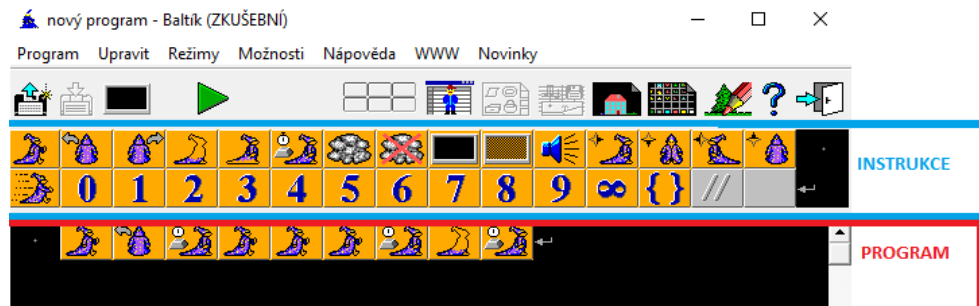 nový program - Baltík (ZKUŠEBNÍ)
Program Upravit Režimy Možnosti Nápověda WWW Novinky
INSTRUKCE
0 1 2 3 4 5 6 7 8 9 ∞ { } //
PROGRAM